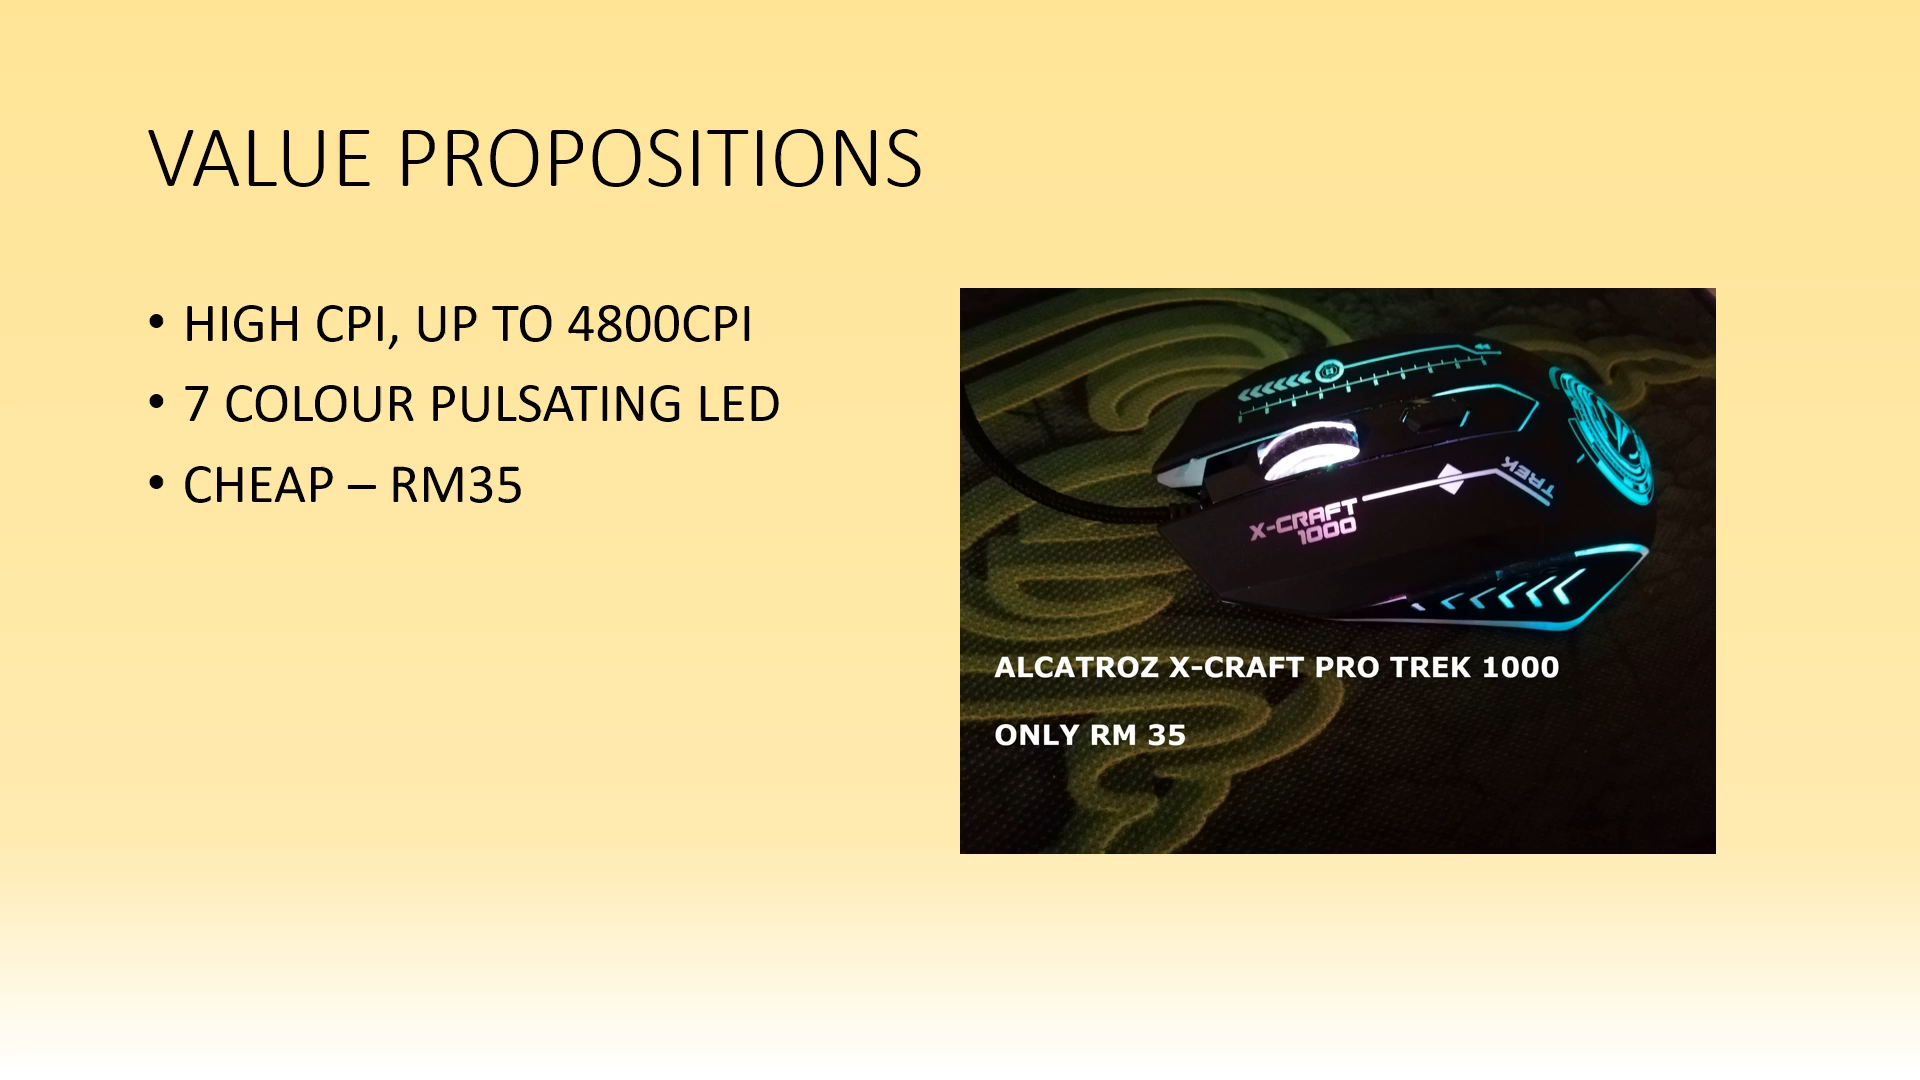 VALUE PROPOSITIONS
• HIGH CPI, UP TO 4800CPI
• 7 COLOUR PULSATING LED
• CHEAP – RM35
X-CRAFT
1000
TREK
ALCATROZ X-CRAFT PRO TREK 1000
ONLY RM 35